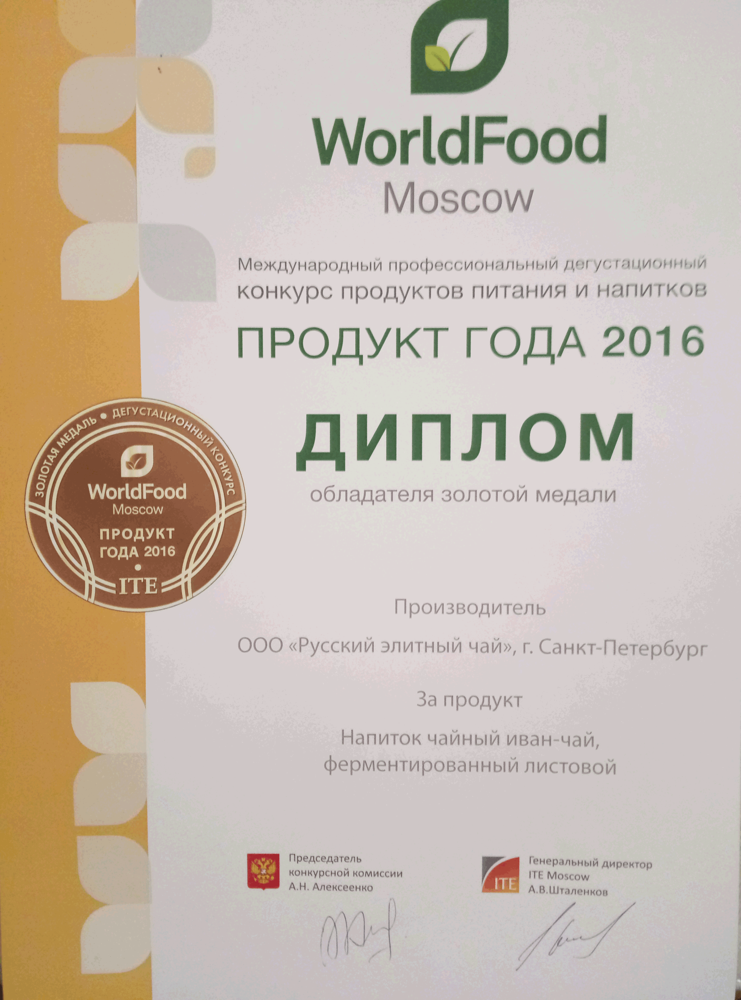 WorldFood
Moscow
Международный профессиональный дегустационный
конкурс продуктов питания и напитков
ПРОДУКТ ГОДА 2016
ДИПЛОМ
обладателя золотой медали
ЗОЛОТАЯ МЕДАЛЬ • ДЕГУСТАЦИОННЫЙ КОНКУРС
WorldFood
Moscow
ПРОДУКТ
ГОДА 2016
ITE
Производитель
ООО «Русский элитный чай», г. Санкт-Петербург
За продукт
Напиток чайный иван-чай,
ферментированный листовой
Председатель
конкурсной комиссии
А.Н. Алексеенко
ITE
Генеральный директор
ITE Moscow
А.В.Шталенков